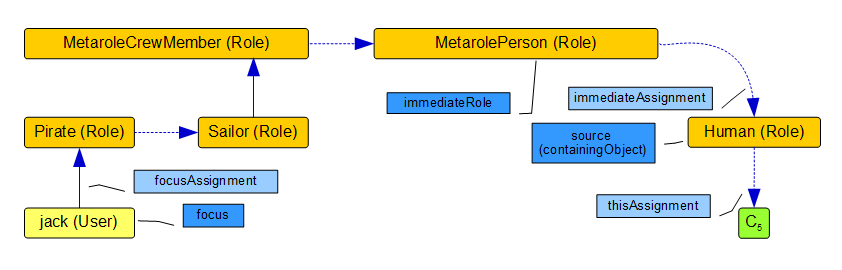 MetaroleCrewMember (Role)
MetarolePerson (Role)
immediateRole
immediateAssignment
Pirate (Role)
Sailor (Role)
source
(containingObject)
Human (Role)
focusAssignment
thisAssignment
jack (User)
focus
C5